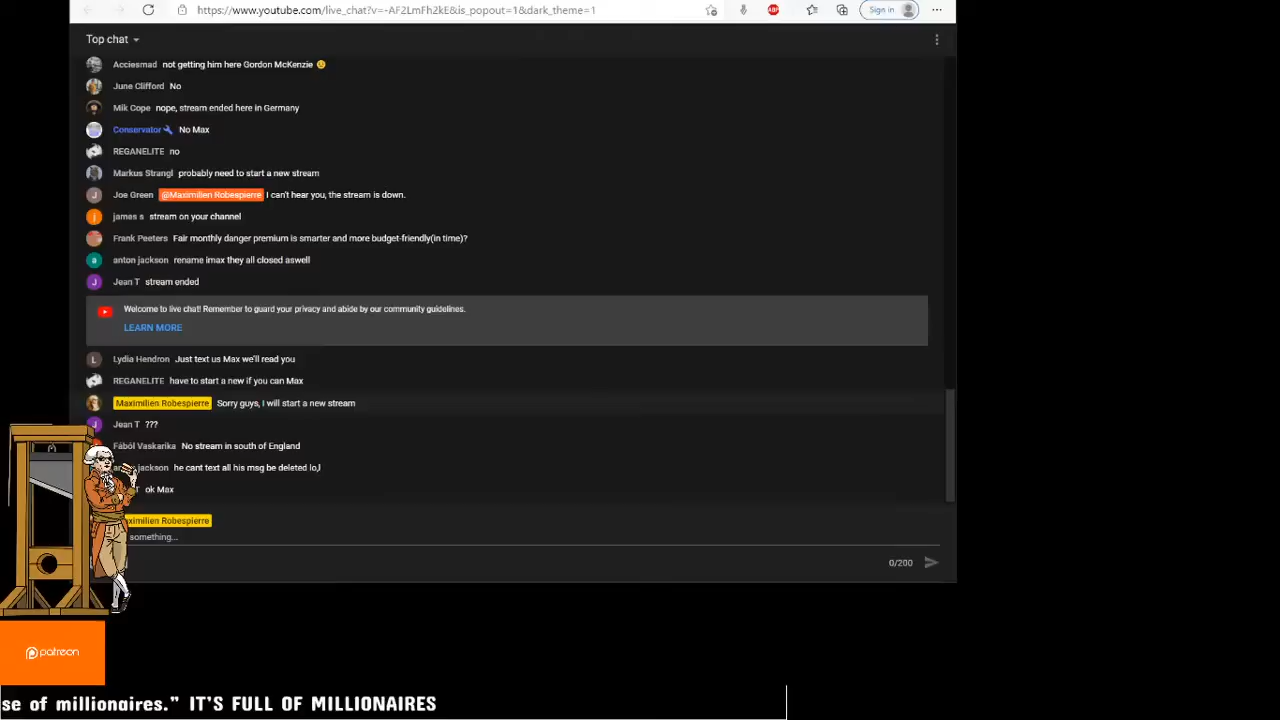 https://www.youtube.com/live_chat?v=-AF2LmFh2kE&is_popout=1&dark_theme=1
ABP
Sign in
Top chat
Acciesmad not getting him here Gordon McKenzie
June Clifford No
Mik Cope nope, stream ended here in Germany
Conservator No Max
REGANELITE no
Markus Strangl probably need to start a new stream
J Joe Green @Maximilien Robespierre I can't hear you, the stream is down.
j james s stream on your channel
Frank Peeters Fair monthly danger premium is smarter and more budget-friendly(in time)?
a anton jackson rename imax they all closed aswell
J Jean T stream ended
Welcome to live chat! Remember to guard your privacy and abide by our community guidelines.
LEARN MORE
L Lydia Hendron Just text us Max we'll read you
REGANELITE have to start a new if you can Max
Maximilien Robespierre Sorry guys, I will start a new stream
J Jean T ???
Fáböl Vaskarika No stream in south of England
jackson he cant text all his msg be deleted lo,l
T ok Max
ximilien Robespierre
something...
0/200
patreon
se of millionaires.” IT'S FULL OF MILLIONAIRES